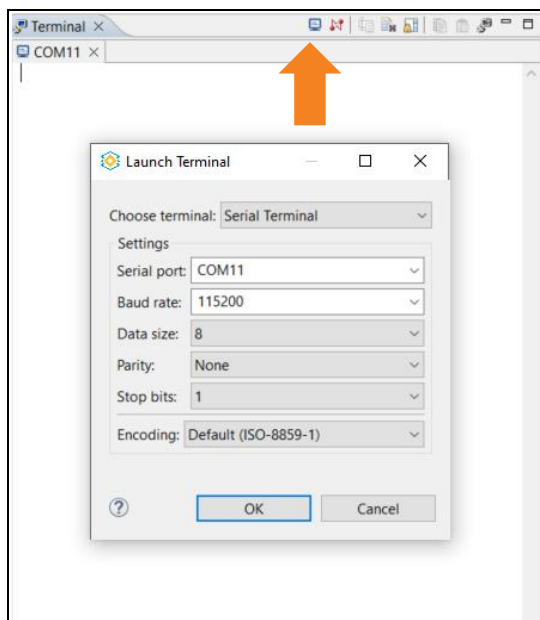 Terminal
COM11
Launch Terminal
Choose terminal: Serial Terminal
Settings
Serial port: COM11
Baud rate: 115200
Data size: 8
Parity: None
Stop bits: 1
Encoding: Default (ISO-8859-1)
? OK Cancel